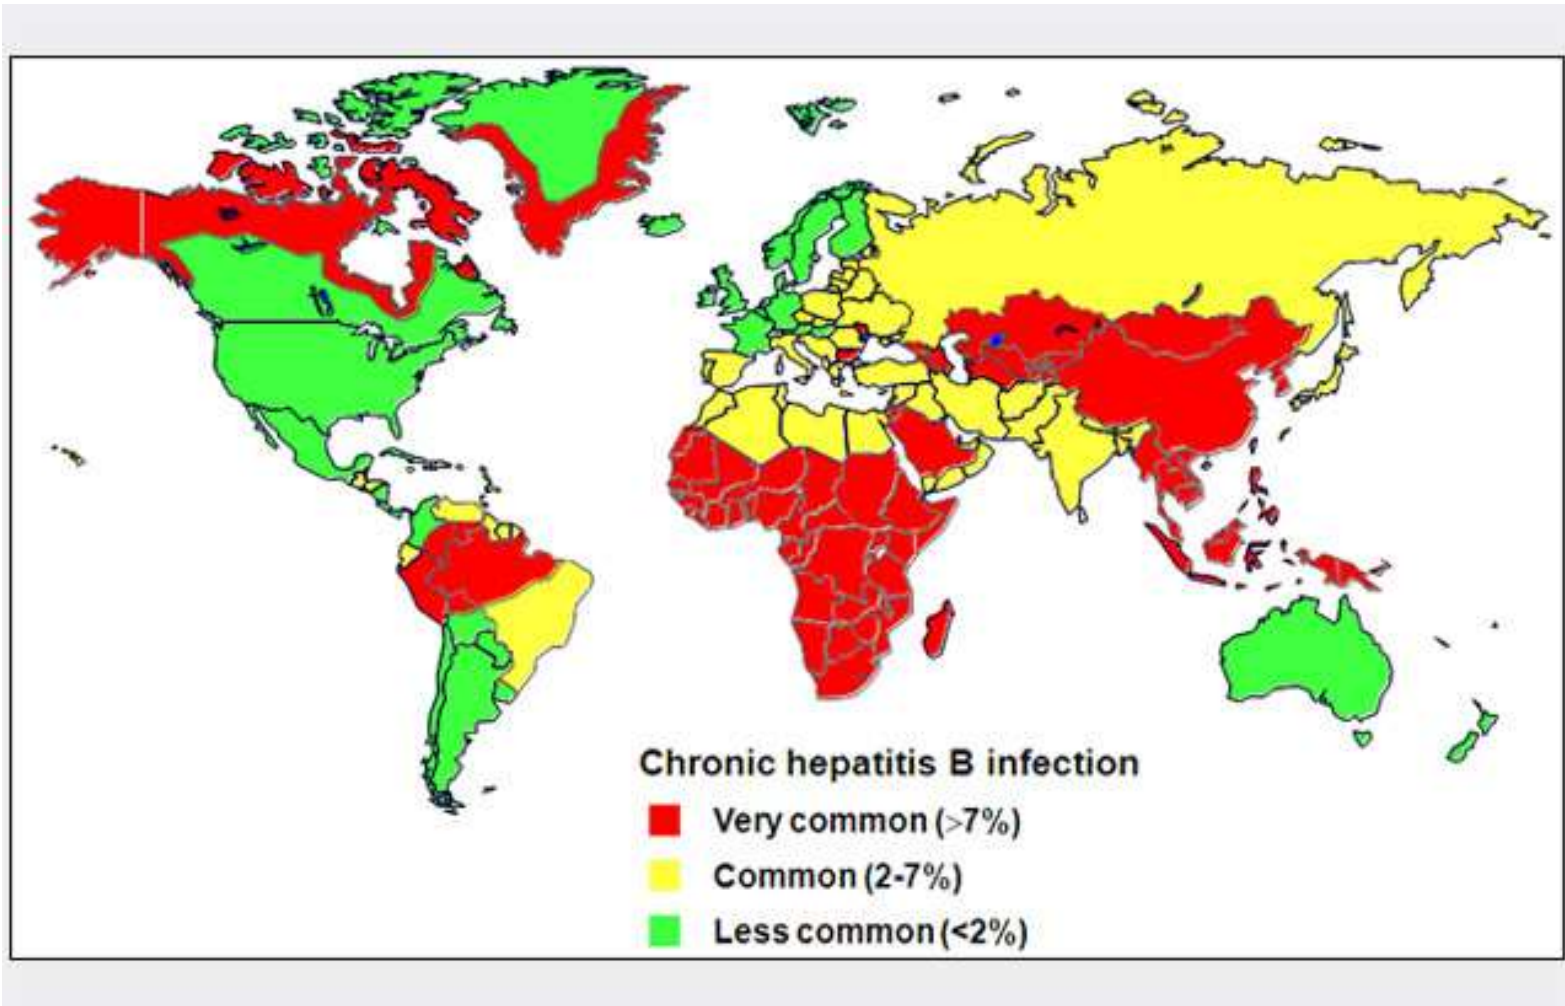 Chronic hepatitis B infection
Very common (>7%)
Common (2-7%)
Less common (<2%)